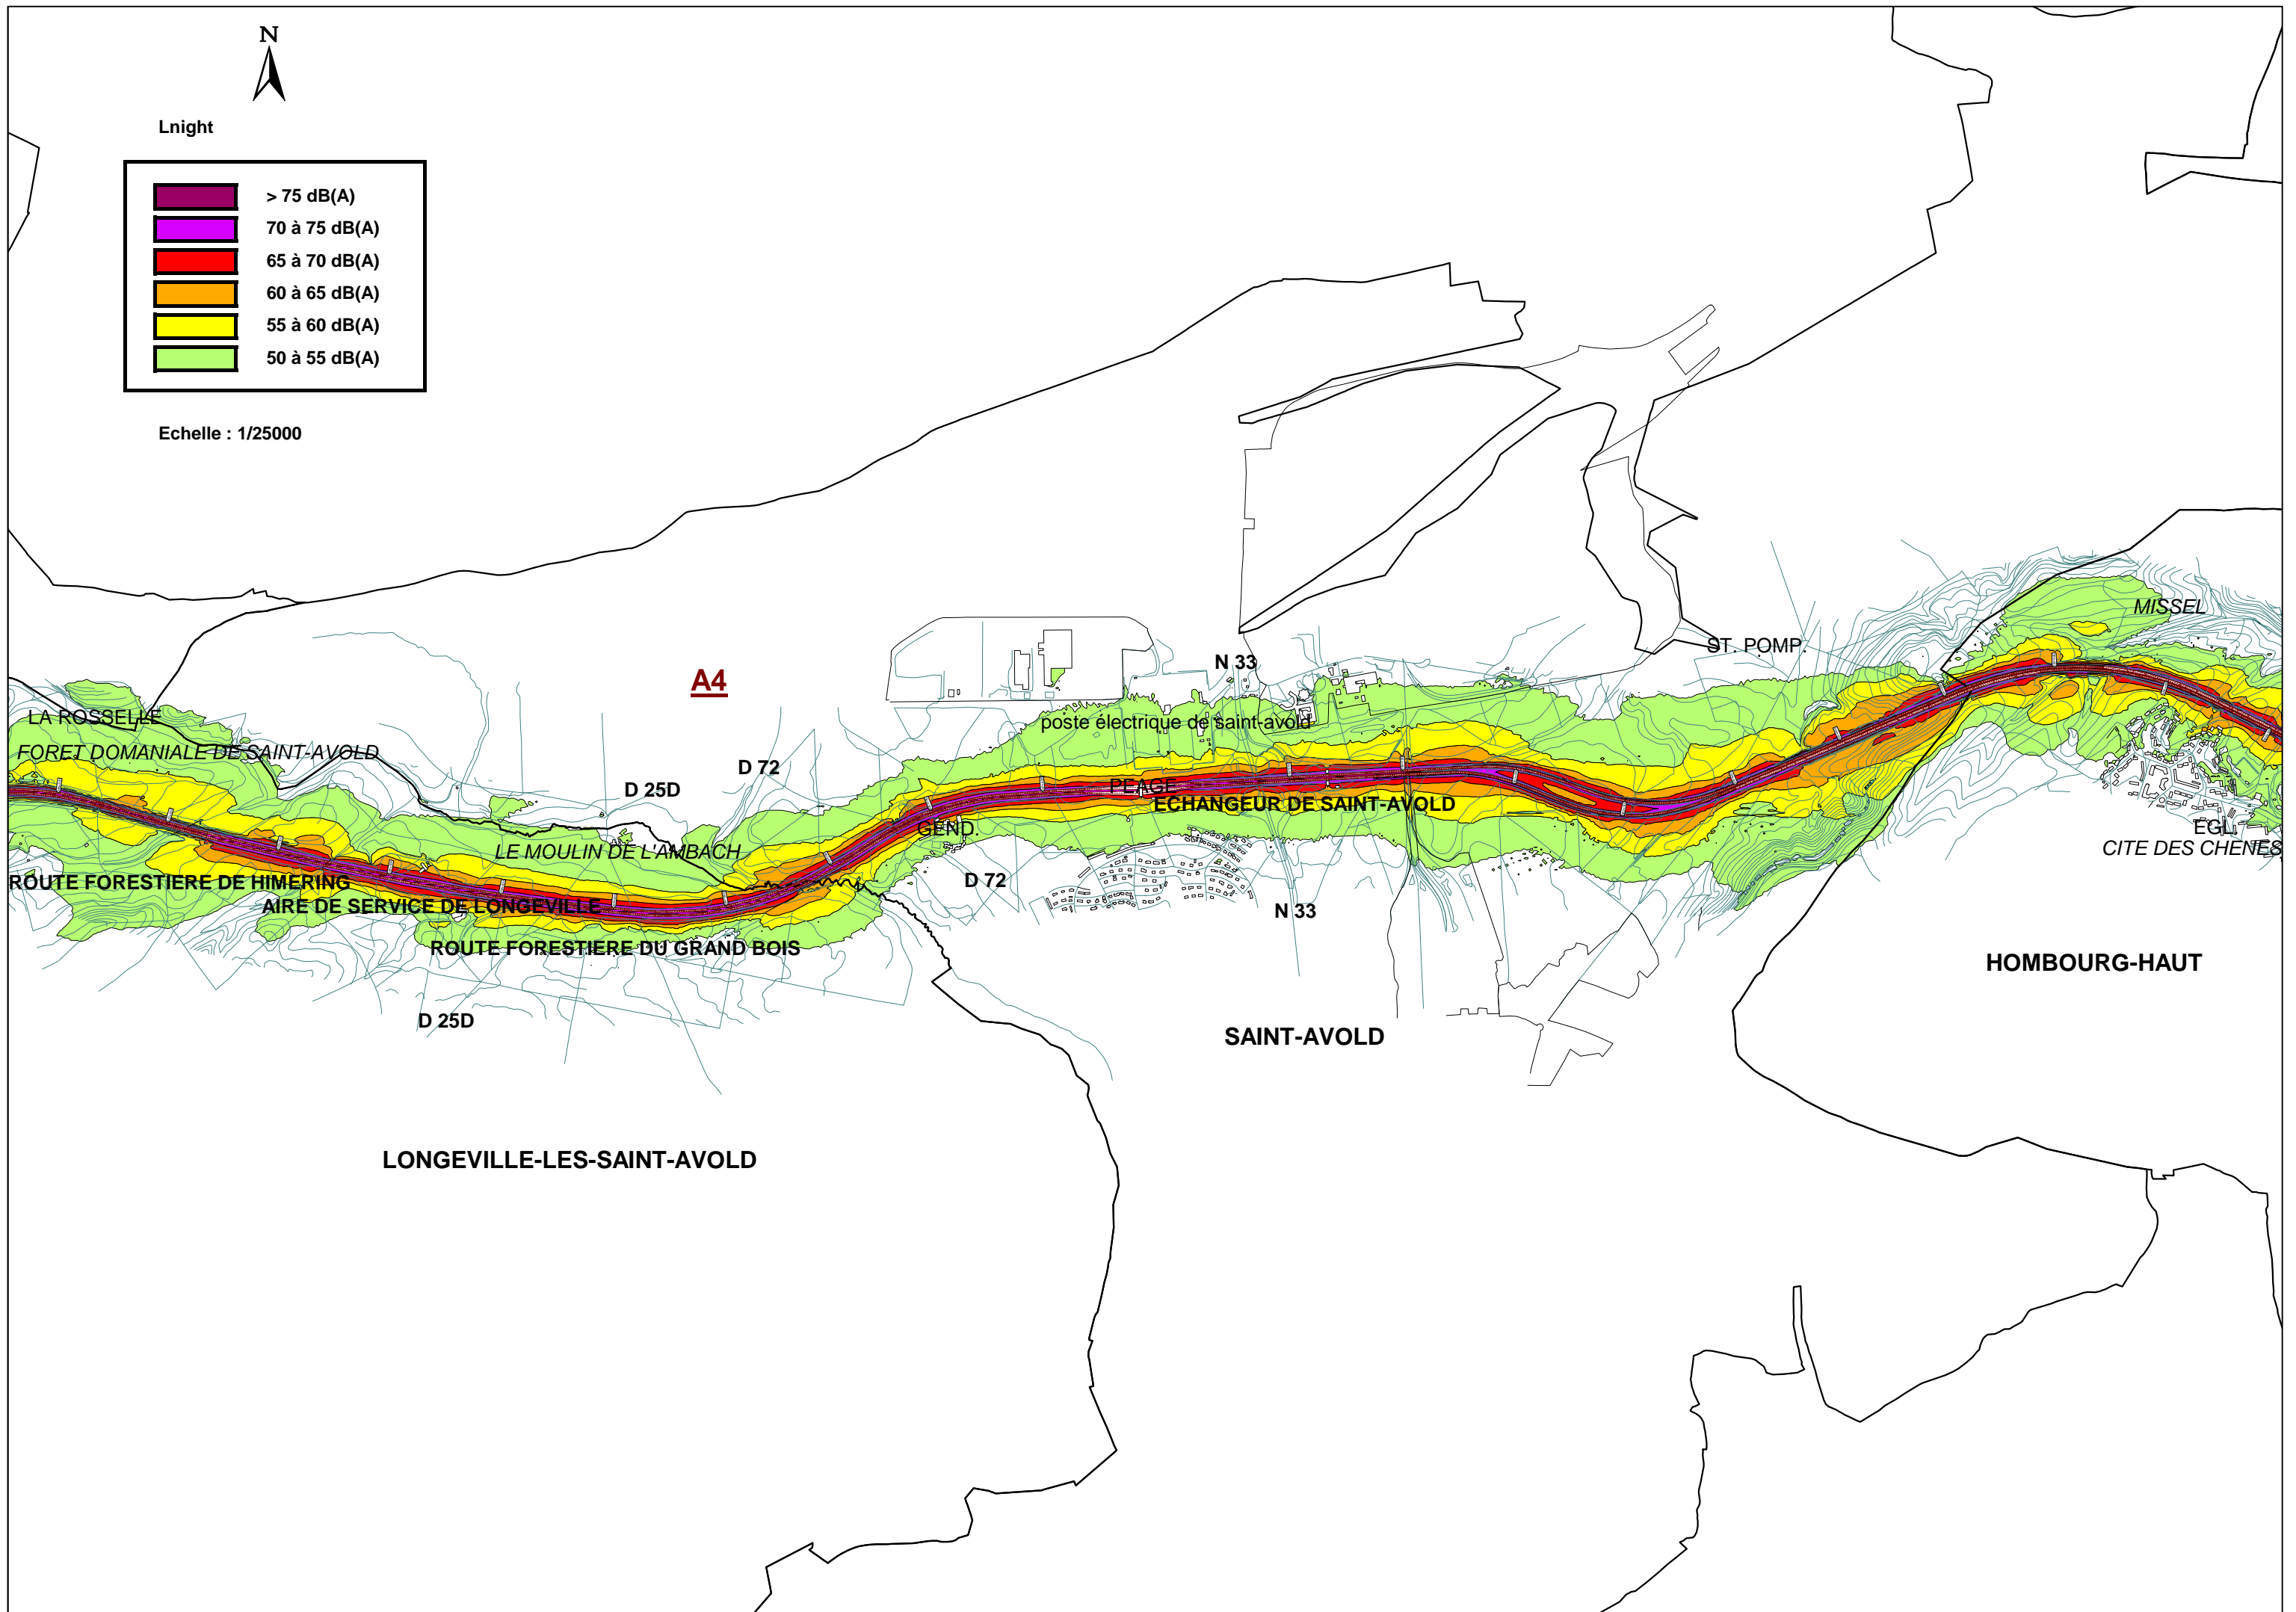 N
Lnight
> 75 dB(A)
70 à 75 dB(A)
65 à 70 dB(A)
60 à 65 dB(A)
55 à 60 dB(A)
50 à 55 dB(A)
Echelle : 1/25000
MISSEL
ST. POMP.
N 33
A4
LA ROSSELLE
poste électrique de saint-avold
FORET DOMANIALE DE SAINT-AVOLD
D 72
D 25D
PEAGE
ECHANGEUR DE SAINT-AVOLD
GEND.
EGL.
LE MOULIN DE L'AMBACH
CITE DES CHENES
ROUTE FORESTIERE DE HIMERING
D 72
AIRE DE SERVICE DE LONGEVILLE
N 33
ROUTE FORESTIERE DU GRAND BOIS
HOMBOURG-HAUT
D 25D
SAINT-AVOLD
LONGEVILLE-LES-SAINT-AVOLD